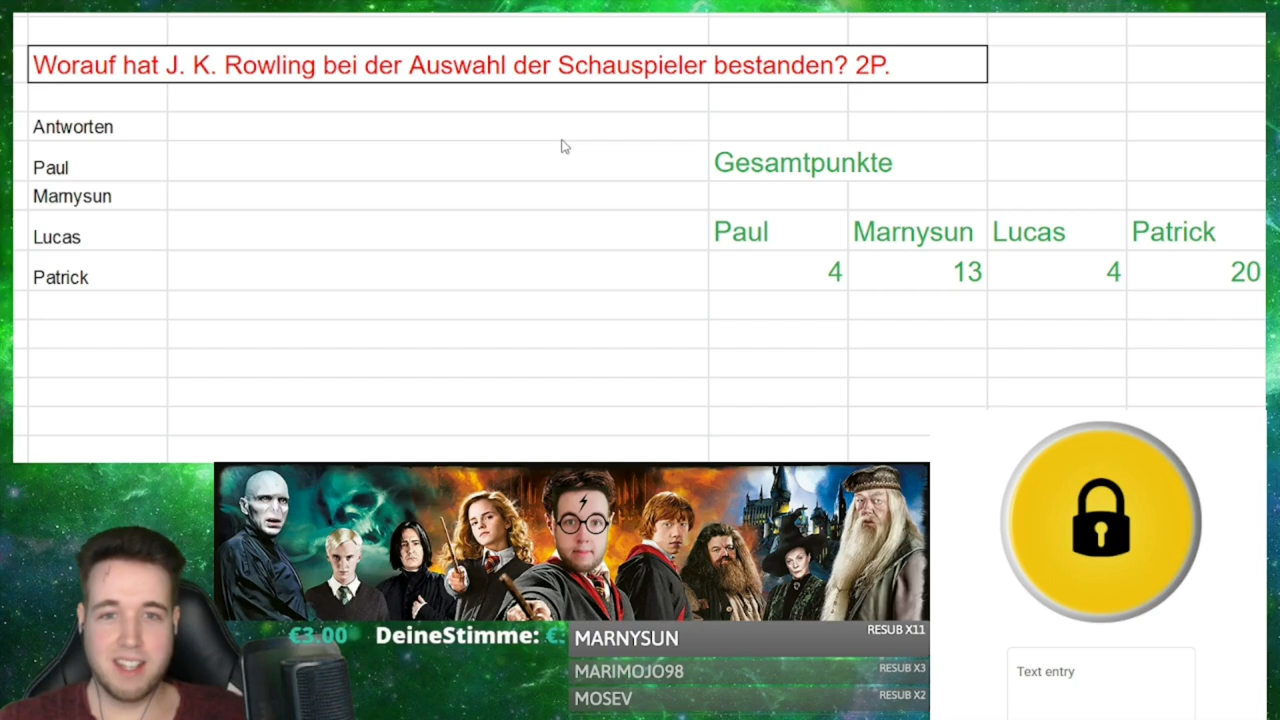 Worauf hat J. K. Rowling bei der Auswahl der Schauspieler bestanden? 2P.
Antworten
Paul
Marnysun
Lucas
Patrick
Gesamtpunkte
Paul Marnysun Lucas Patrick
4 13 4 20
€3.00 DeineStimme: €
MARNYSUN RESUB X11
MARIMOJO98 RESUB X3
MOSEV RESUB X2
Text entry